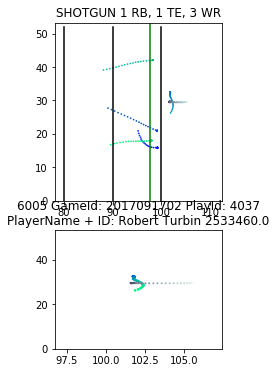 SHOTGUN 1 RB, 1 TE, 3 WR
50
40
30
20
10
0
80 90 100 110
6005 GameId: 2017091702 PlayId: 4037
PlayerName + ID: Robert Turbin 2533460.0
40
20
0
97.5 100.0 102.5 105.0